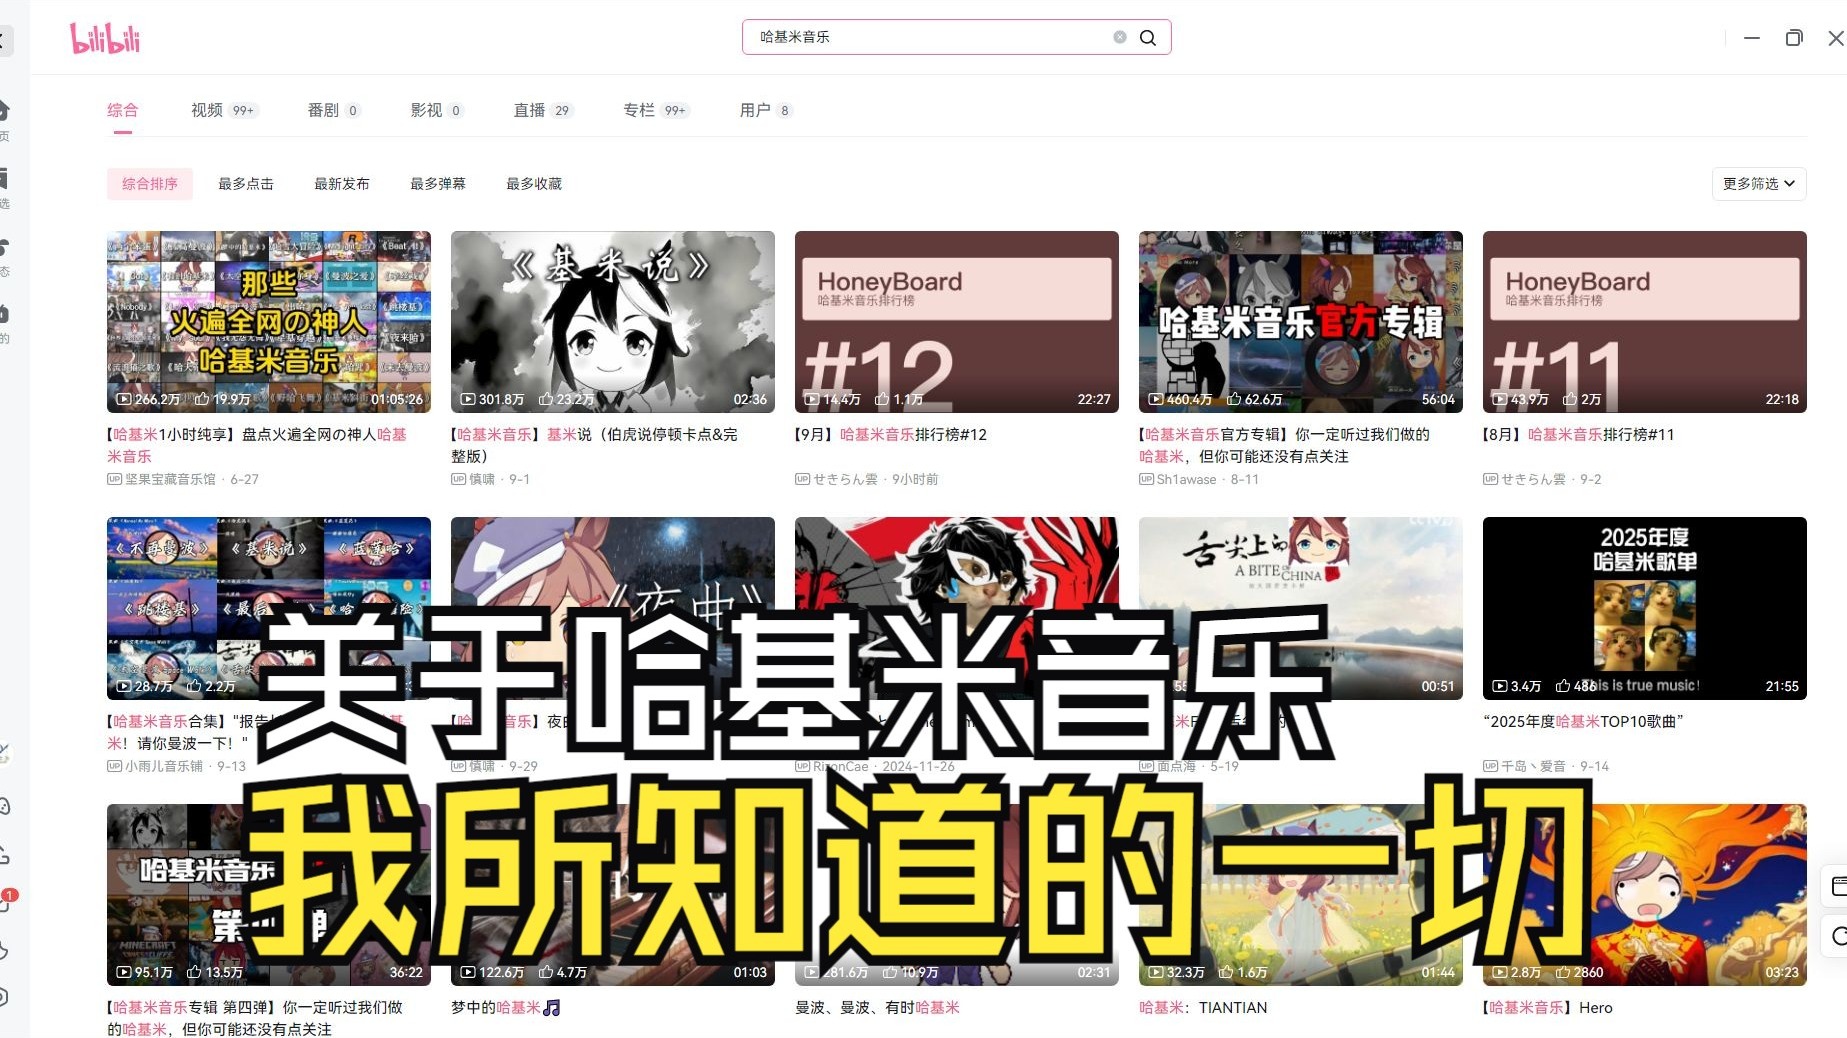 bilibili
哈基米音乐
综合 视频 99+ 番剧 0 影视 0 直播 29 专栏 99+ 用户 8
综合排序 最多点击 最新发布 最多弹幕 最多收藏 更多筛选
那些
火遍全网の神人
哈基米音乐
266.2万 19.9万 01:05:26
【哈基米1小时纯享】盘点火遍全网の神人哈基
米音乐
坚果宝藏音乐馆 · 6-27
《基米说》
301.8万 23.2万 02:36
【哈基米音乐】基米说（伯虎说停顿卡点&完
整版）
慎啸 · 9-1
HoneyBoard
哈基米音乐排行榜
#12
14.4万 1.1万 22:27
【9月】哈基米音乐排行榜#12
せきらん雲 · 9小时前
哈基米音乐官方专辑
460.4万 62.6万 56:04
【哈基米音乐官方专辑】你一定听过我们做的
哈基米，但你可能还没有点关注
Sh1awase · 8-11
HoneyBoard
哈基米音乐排行榜
#11
43.9万 2万 22:18
【8月】哈基米音乐排行榜#11
せきらん雲 · 9-2
《不再曼波》 《基米说》 《蓝莲哈》
《跳楼基》 《最后
28.7万 2.2万
【哈基米音乐合集】"报告
米！请你曼波一下！"
小雨儿音乐铺 · 9-13
《夜曲》
音乐】夜
慎啸 · 9-29
RizonCae · 2024-11-26
舌尖上的
A BITE OF CHINA
00:51
面点海 · 5-19
2025年度
哈基米歌单
This is true music!
3.4万 486 21:55
“2025年度哈基米TOP10歌曲”
千岛丶爱音 · 9-14
关于哈基米音乐
我所知道的一切
哈基米音乐
MINECRAFT
95.1万 13.5万 36:22
【哈基米音乐专辑 第四弹】你一定听过我们做
的哈基米，但你可能还没有点关注
122.6万 4.7万 01:03
梦中的哈基米
281.6万 10.9万 02:31
曼波、曼波、有时哈基米
32.3万 1.6万 01:44
哈基米：TIANTIAN
2.8万 2860 03:23
【哈基米音乐】Hero